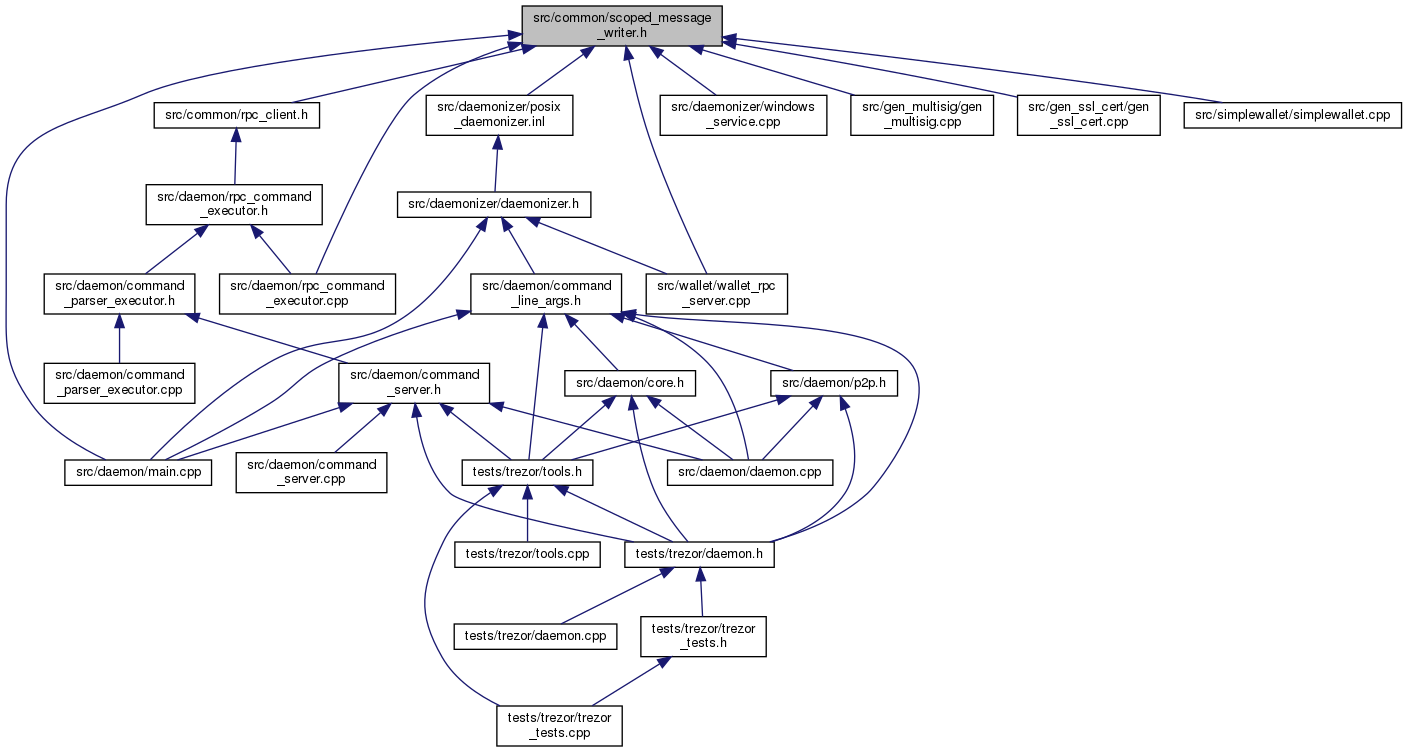 src/common/scoped_message
_writer.h
src/common/rpc_client.h
src/daemonizer/posix
_daemonizer.inl
src/daemonizer/windows
_service.cpp
src/gen_multisig/gen
_multisig.cpp
src/gen_ssl_cert/gen
_ssl_cert.cpp
src/simplewallet/simplewallet.cpp
src/daemon/rpc_command
_executor.h
src/daemonizer/daemonizer.h
src/daemon/command
_parser_executor.h
src/daemon/rpc_command
_executor.cpp
src/daemon/command
_line_args.h
src/wallet/wallet_rpc
_server.cpp
src/daemon/command
_parser_executor.cpp
src/daemon/command
_server.h
src/daemon/core.h
src/daemon/p2p.h
src/daemon/main.cpp
src/daemon/command
_server.cpp
tests/trezor/tools.h
src/daemon/daemon.cpp
tests/trezor/tools.cpp
tests/trezor/daemon.h
tests/trezor/daemon.cpp
tests/trezor/trezor
_tests.h
tests/trezor/trezor
_tests.cpp